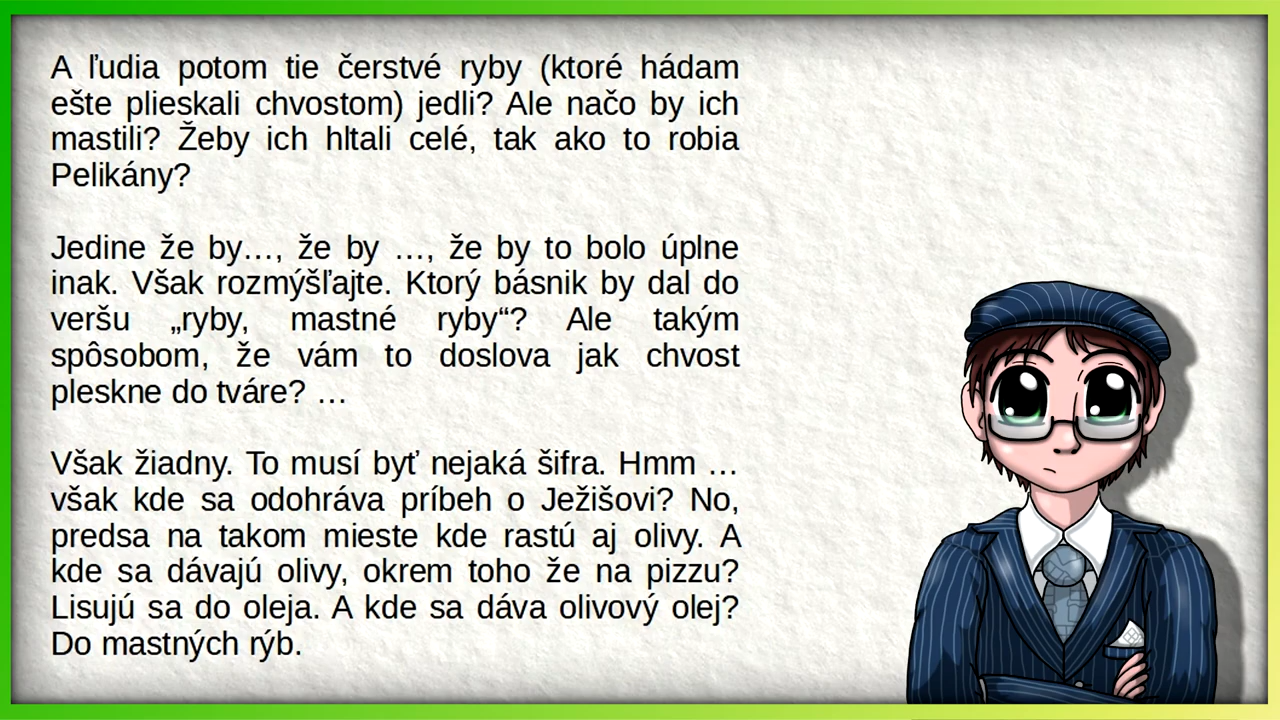 A ľudia potom tie čerstvé ryby (ktoré hádam
ešte plieskali chvostom) jedli? Ale načo by ich
mastili? Žeby ich hltali celé, tak ako to robia
Pelikány?
Jedine že by…, že by …, že by to bolo úplne
inak. Však rozmýšľajte. Ktorý básnik by dal do
veršu „ryby, mastné ryby“? Ale takým
spôsobom, že vám to doslova jak chvost
pleskne do tváre? …
Však žiadny. To musí byť nejaká šifra. Hmm …
však kde sa odohráva príbeh o Ježišovi? No,
predsa na takom mieste kde rastú aj olivy. A
kde sa dávajú olivy, okrem toho že na pizzu?
Lisujú sa do oleja. A kde sa dáva olivový olej?
Do mastných rýb.